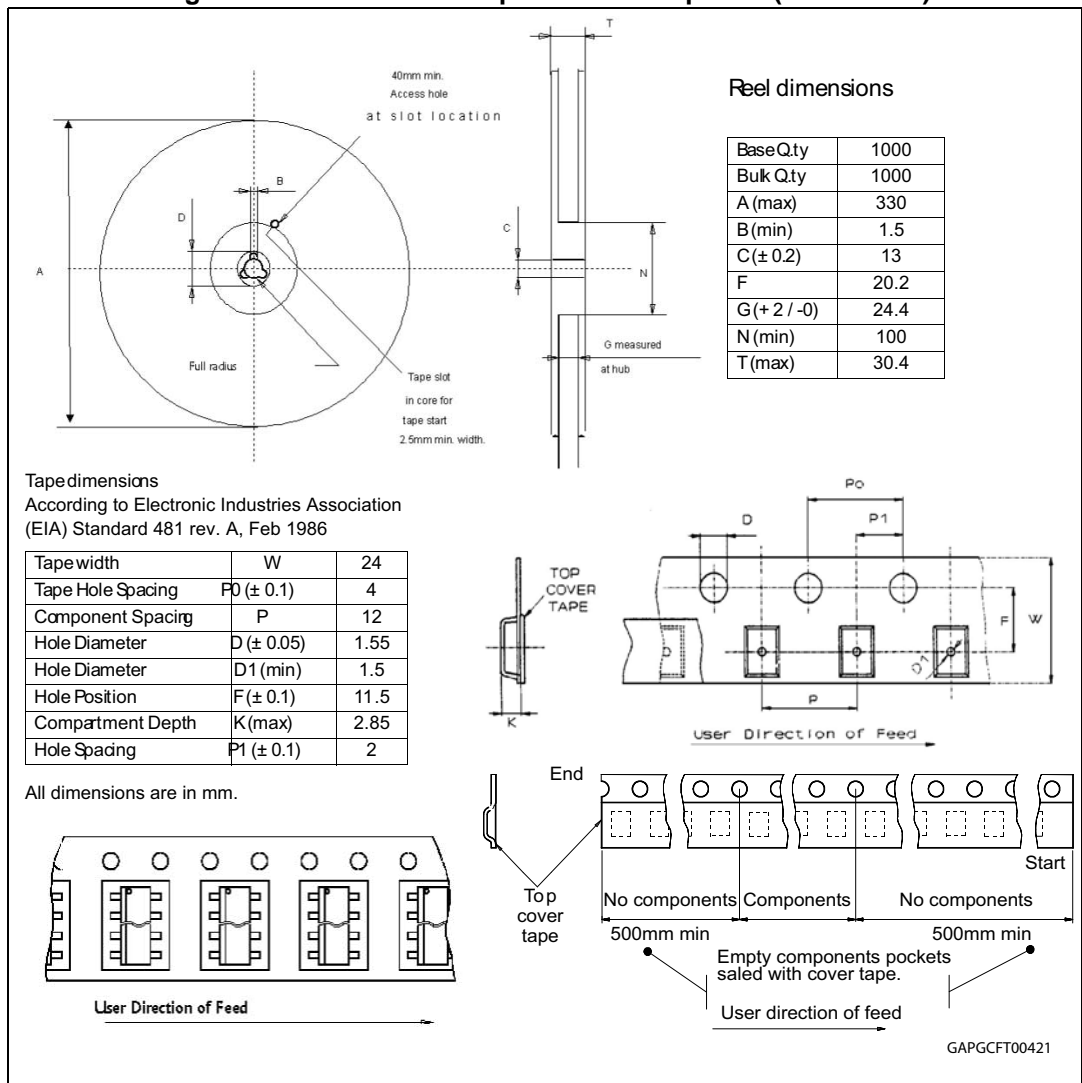 T
40mm min.
Access hole
at slot location
B
D
C
A
N
Full radius
G measured
at hub
Tape slot
in core for
tape start
2.5mm min. width.
Reel dimensions
Base Q.ty 1000
Bulk Q.ty 1000
A (max) 330
B (min) 1.5
C (± 0.2) 13
F 20.2
G (+ 2 / -0) 24.4
N (min) 100
T (max) 30.4
Tape dimensions
According to Electronic Industries Association
(EIA) Standard 481 rev. A, Feb 1986
Tape width W 24
Tape Hole Spacing P0 (± 0.1) 4
Component Spacing P 12
Hole Diameter D (± 0.05) 1.55
Hole Diameter D1 (min) 1.5
Hole Position F (± 0.1) 11.5
Compartment Depth K (max) 2.85
Hole Spacing P1 (± 0.1) 2
All dimensions are in mm.
Po
D
P1
TOP
COVER
TAPE
F
W
D1
K
P
User Direction of Feed
End
Start
Top
cover
tape
No components
Components
No components
500mm min
500mm min
Empty components pockets
saled with cover tape.
User direction of feed
User Direction of Feed
GAPGCFT00421